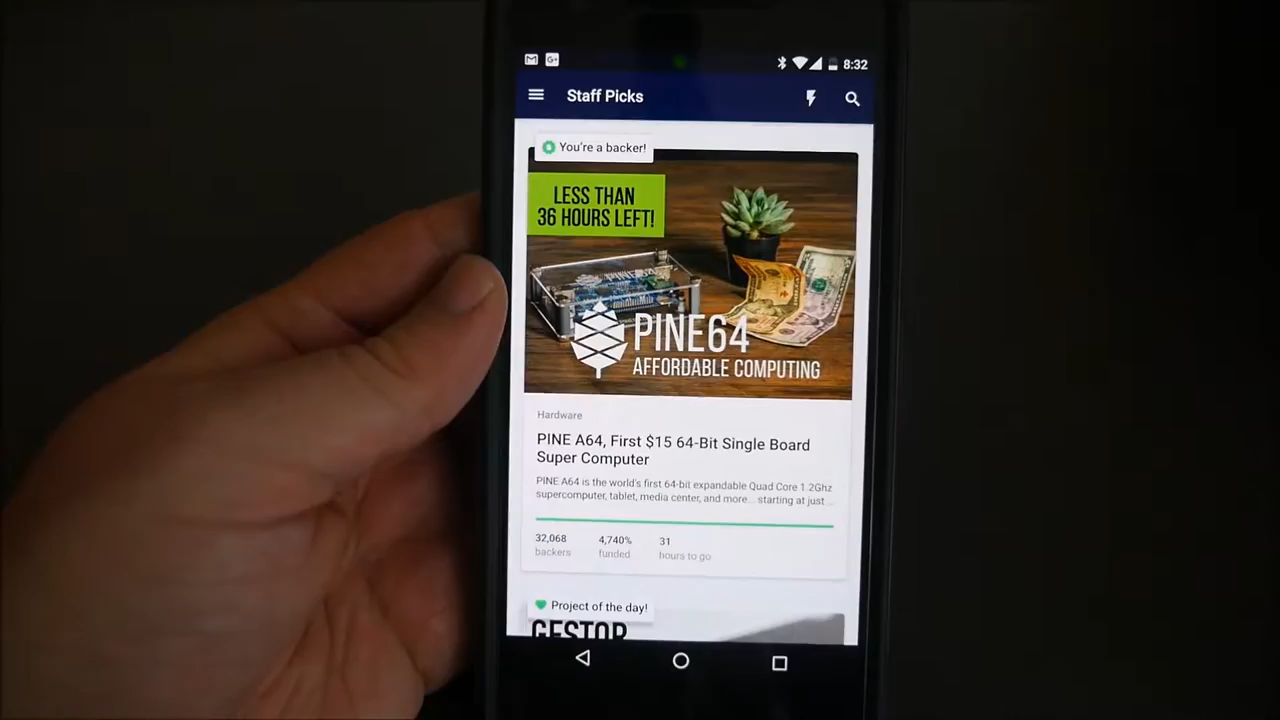 8:32
Staff Picks
You're a backer!
LESS THAN
36 HOURS LEFT!
PINE64
PINE64
AFFORDABLE COMPUTING
Hardware
PINE A64, First $15 64-Bit Single Board
Super Computer
PINE A64 is the world's first 64-bit expandable Quad Core 1.2Ghz
supercomputer, tablet, media center, and more... starting at just ...
32,068 4,740% 31
backers funded hours to go
Project of the day!
GESTOR